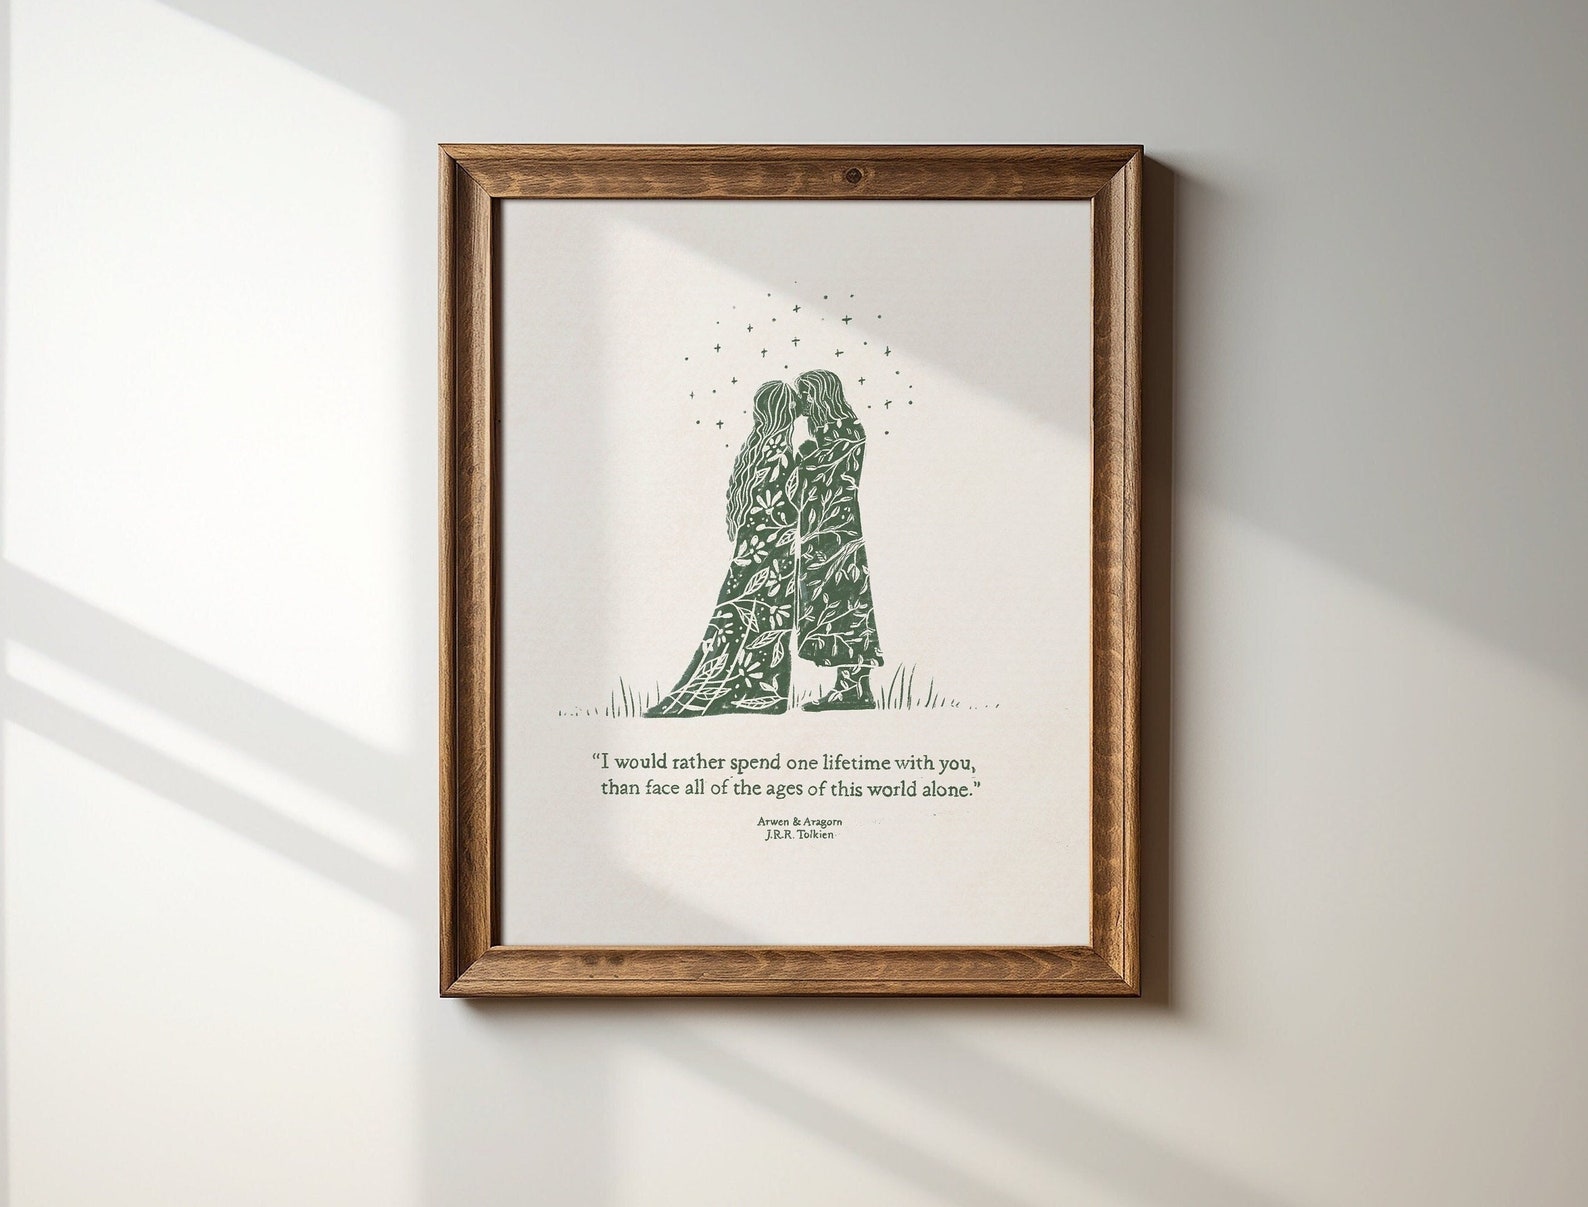 “I would rather spend one lifetime with you,
than face all of the ages of this world alone.”
Arwen & Aragorn
J.R.R. Tolkien